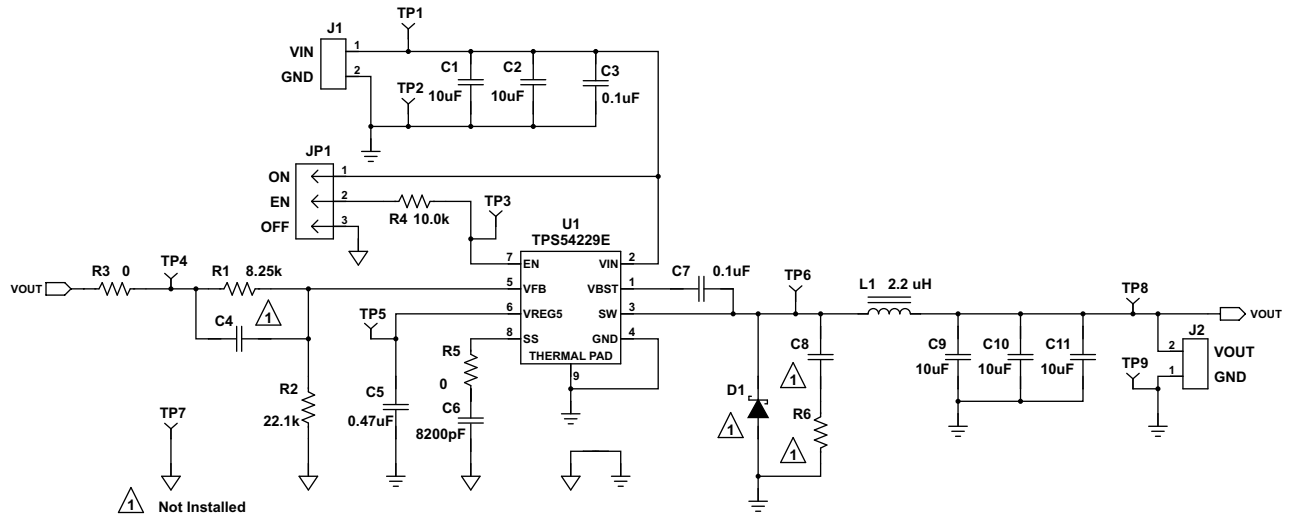 TP1
J1
VIN
1
GND
2
TP2
C1
10uF
C2
10uF
C3
0.1uF
JP1
ON
1
EN
2
OFF
3
R4 10.0k
TP3
U1
TPS54229E
7
EN
VIN
2
5
VFB
VBST
1
6
VREG5
SW
3
8
SS
GND
4
THERMAL PAD
9
VOUT
R3 0
TP4
R1 8.25k
1
C4
R2
22.1k
TP5
C5
0.47uF
R5
0
C6
8200pF
C7
0.1uF
TP6
L1 2.2 uH
D1
1
C8
1
R6
1
C9
10uF
C10
10uF
C11
10uF
TP8
VOUT
J2
2
VOUT
1
GND
TP9
TP7
1 Not Installed